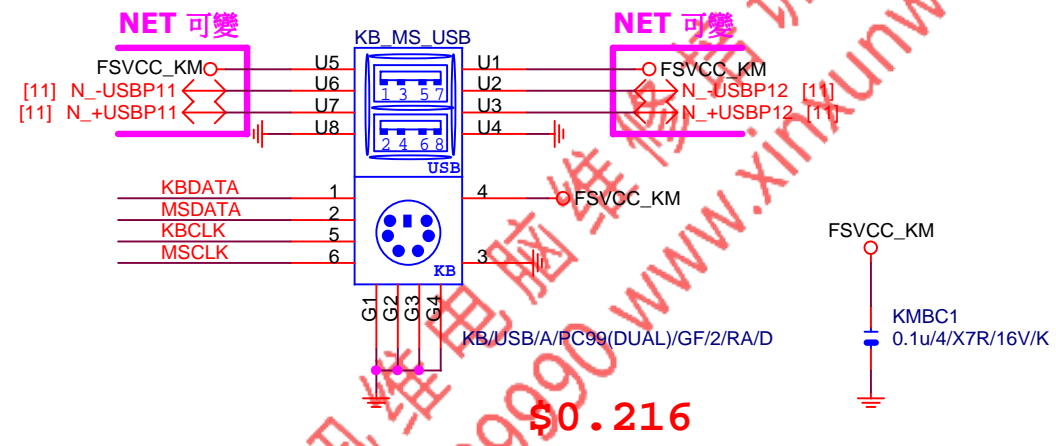 NET 可變
NET 可變
KB_MS_USB
FSVCC_KM
U5
U1
FSVCC_KM
[11] N_-USBP11
U6
U2
N_-USBP12 [11]
[11] N_+USBP11
U7
U3
N_+USBP12 [11]
U8
U4
1 3 5 7
2 4 6 8
USB
KBDATA
1
4
FSVCC_KM
MSDATA
2
KBCLK
5
MSCLK
6
3
KB
G1
G2
G3
G4
KB/USB/A/PC99(DUAL)/GF/2/RA/D
$0.216
FSVCC_KM
KMBC1
0.1u/4/X7R/16V/K